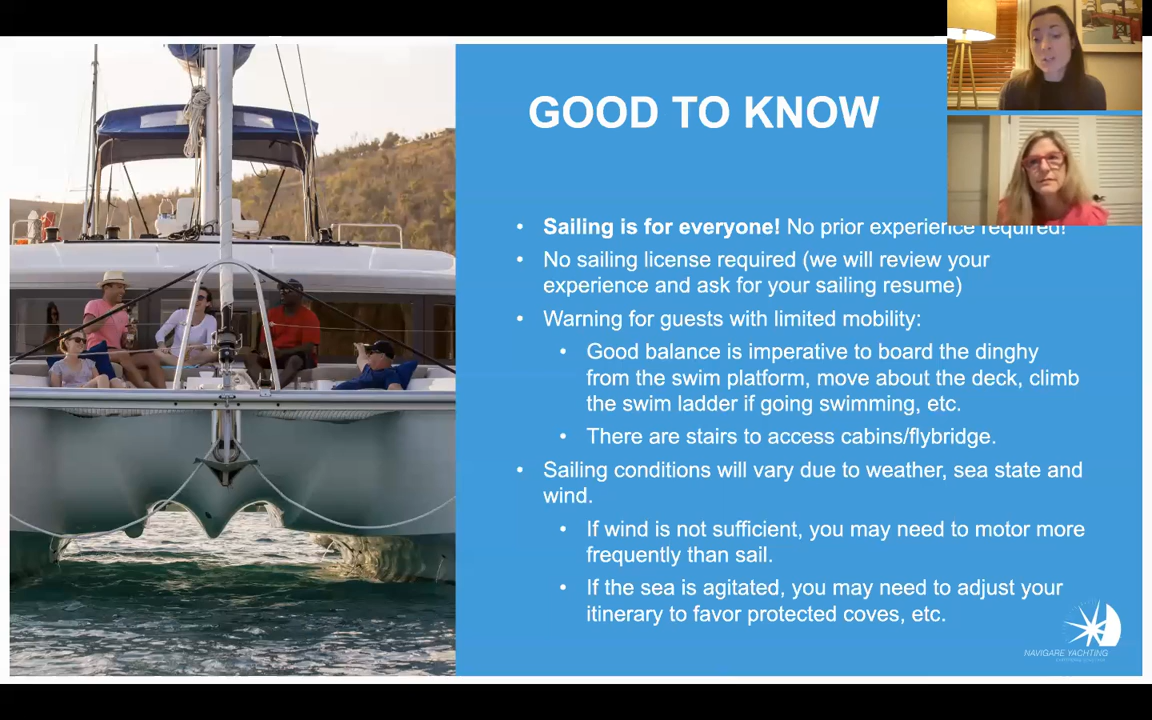 GOOD TO KNOW
• Sailing is for everyone! No prior experience required!
• No sailing license required (we will review your
experience and ask for your sailing resume)
• Warning for guests with limited mobility:
• Good balance is imperative to board the dinghy
from the swim platform, move about the deck, climb
the swim ladder if going swimming, etc.
• There are stairs to access cabins/flybridge.
• Sailing conditions will vary due to weather, sea state and
wind.
• If wind is not sufficient, you may need to motor more
frequently than sail.
• If the sea is agitated, you may need to adjust your
itinerary to favor protected coves, etc.
NAVIGARE YACHTING